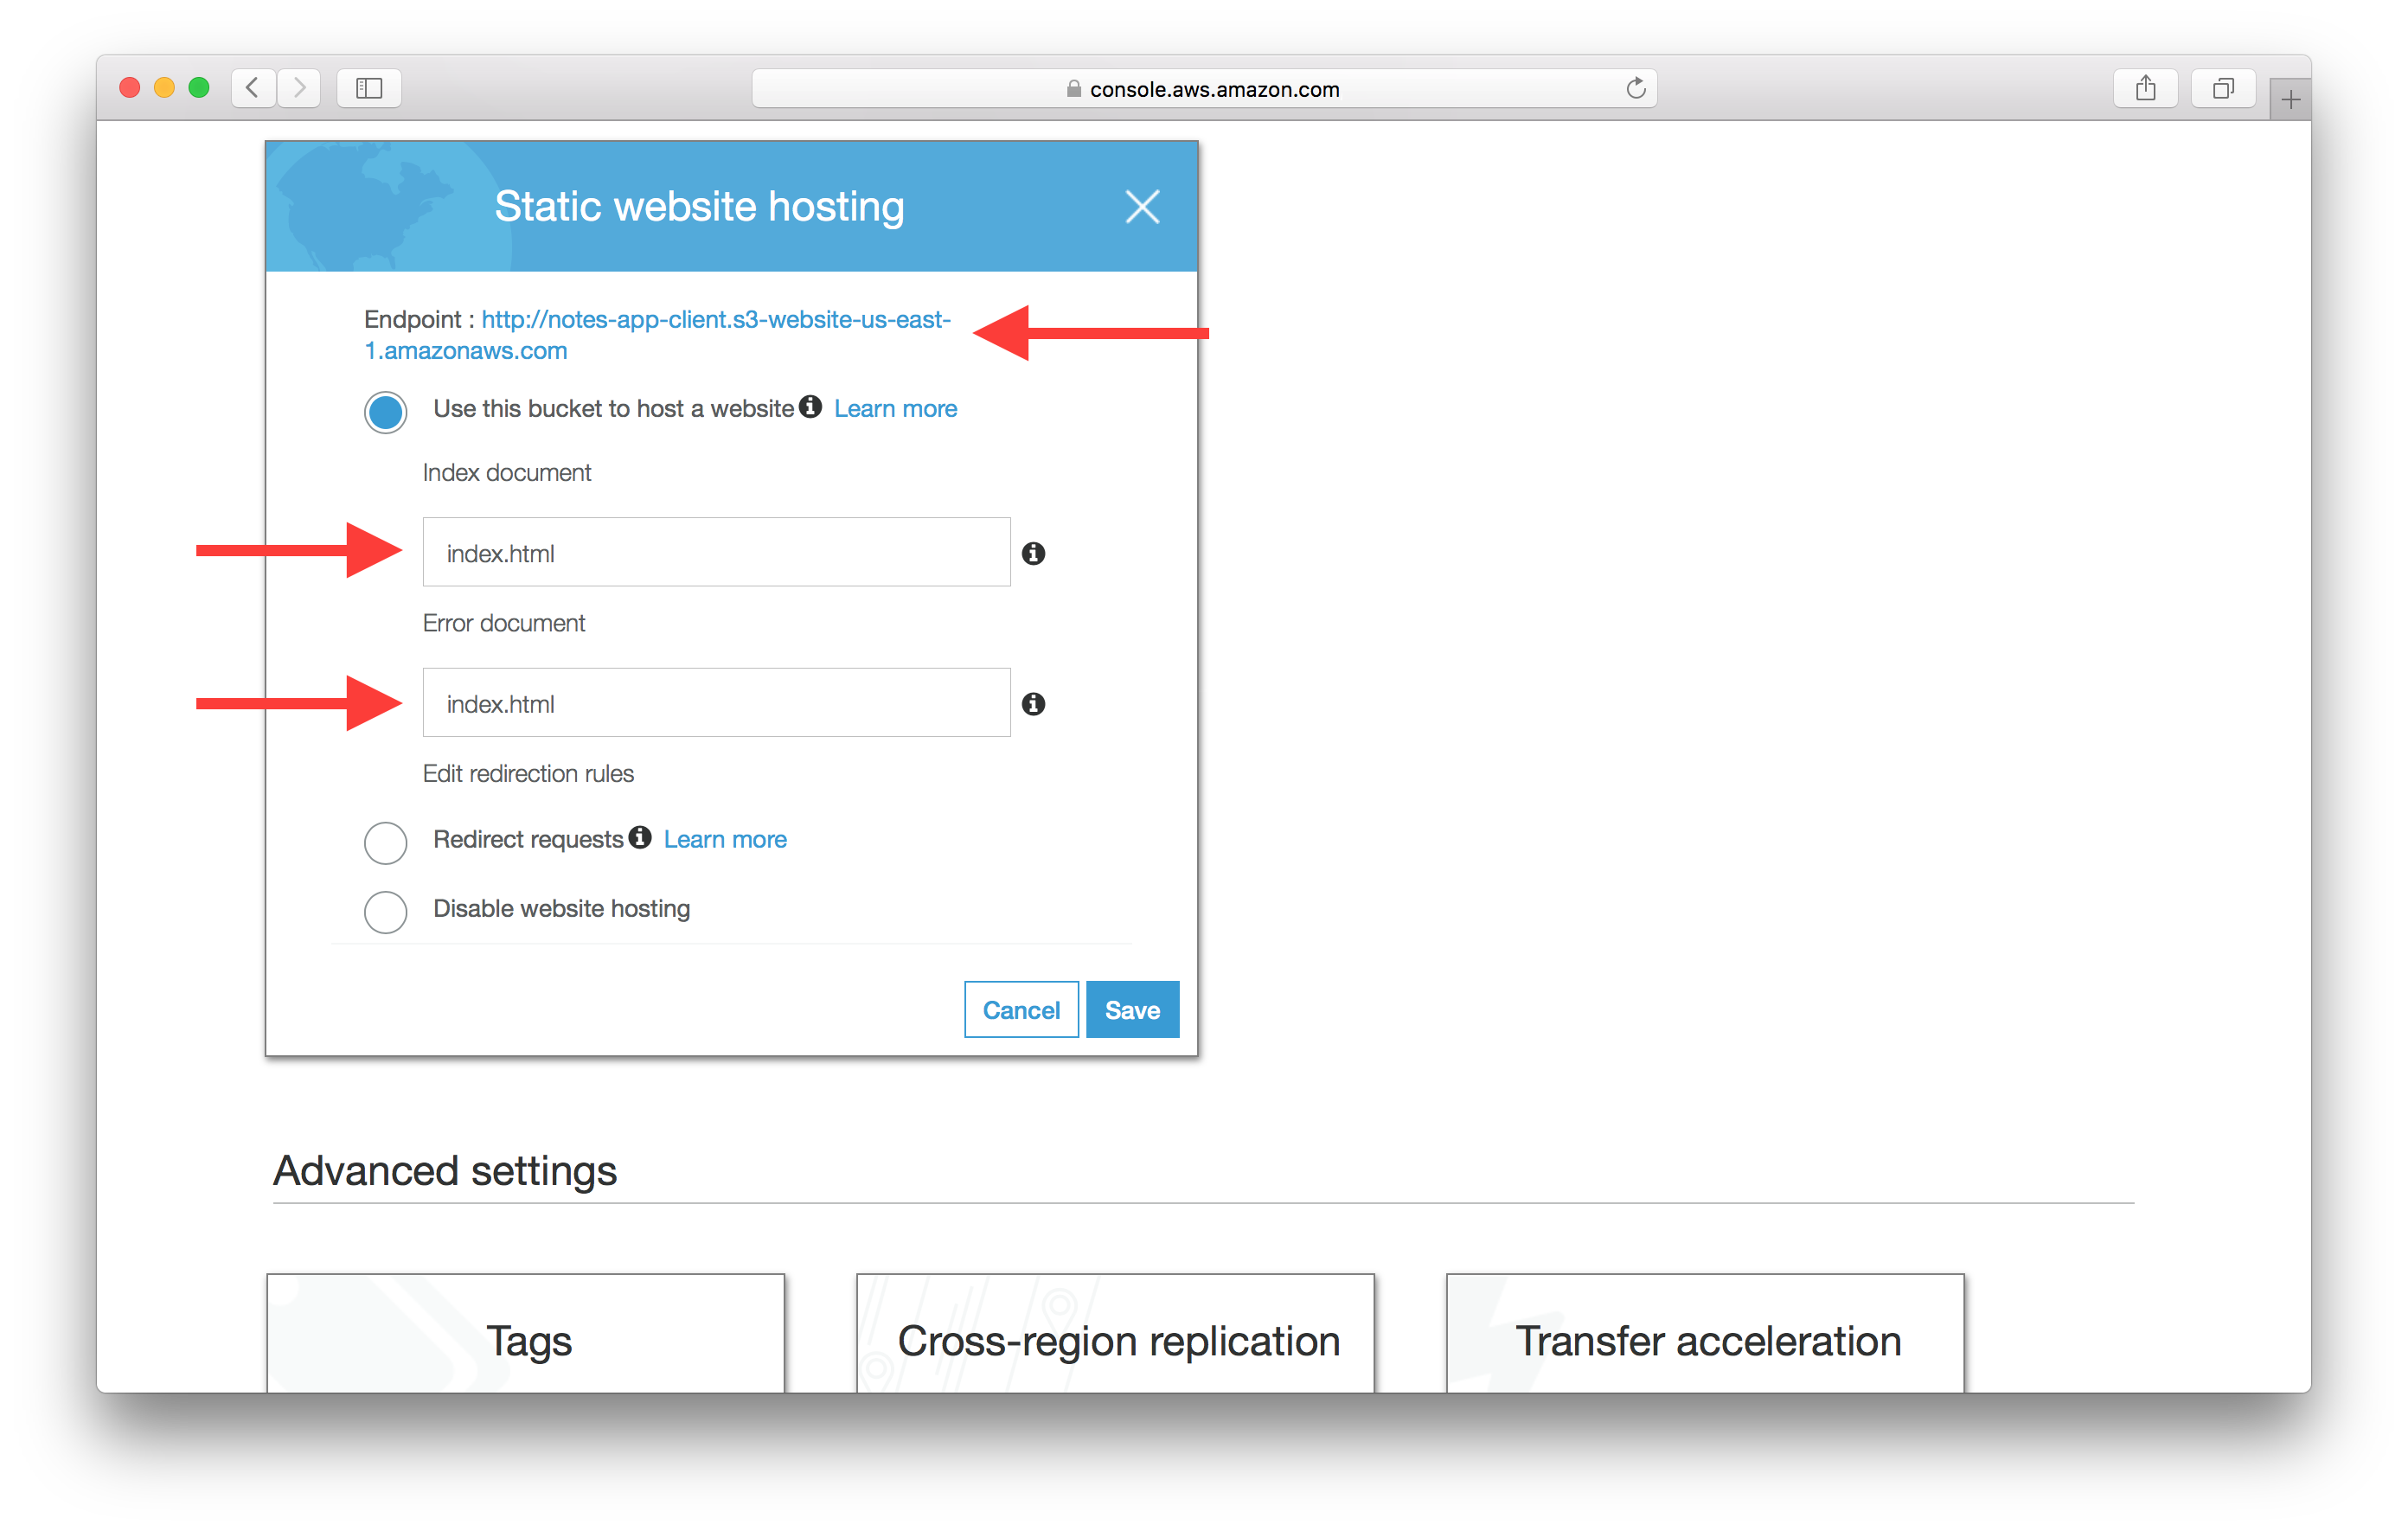 console.aws.amazon.com
Static website hosting
Endpoint : http://notes-app-client.s3-website-us-east-
1.amazonaws.com
Use this bucket to host a website Learn more
Index document
index.html
Error document
index.html
Edit redirection rules
Redirect requests Learn more
Disable website hosting
Cancel Save
Advanced settings
Tags Cross-region replication Transfer acceleration